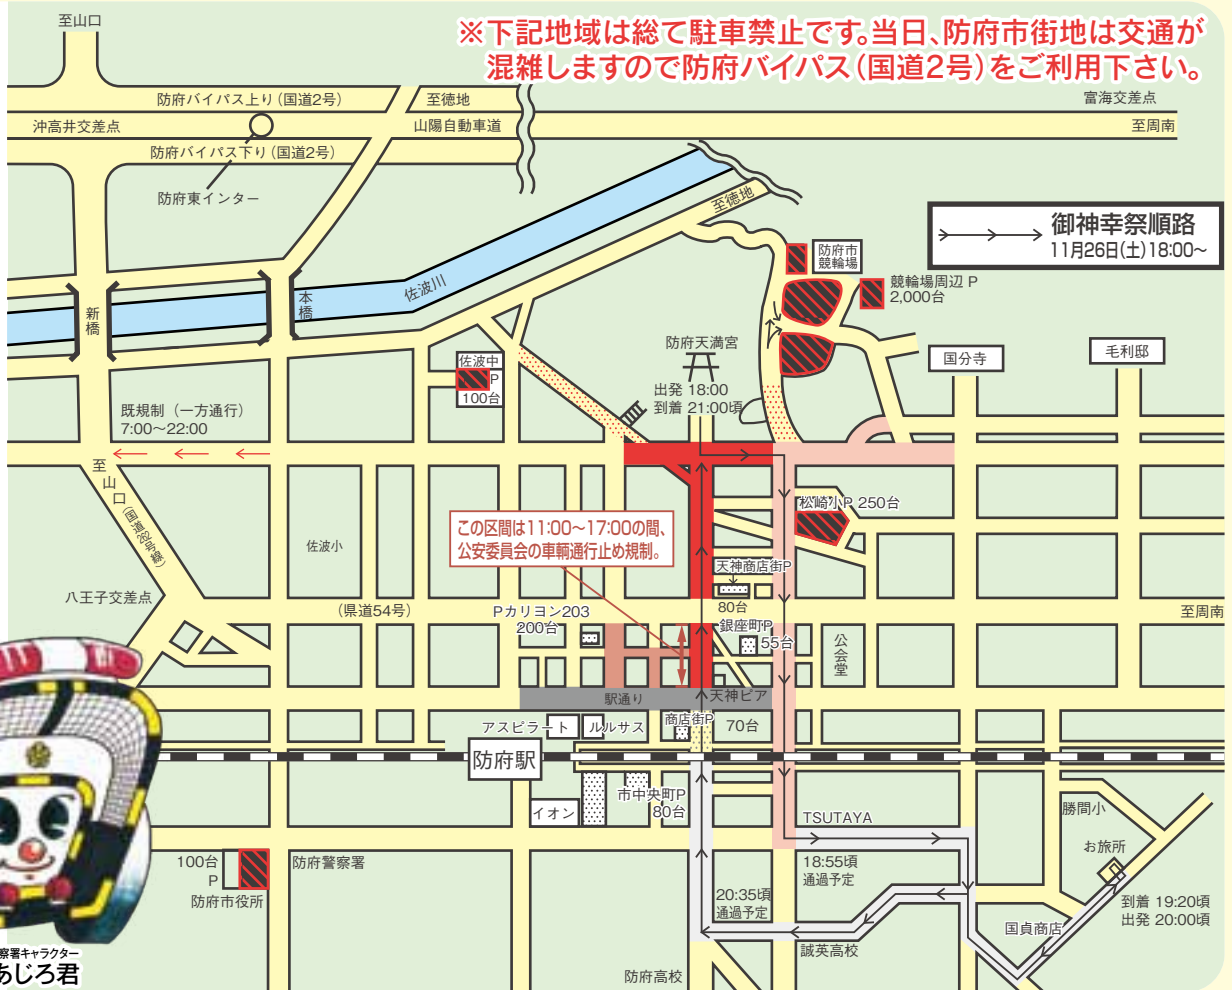 至山口
※下記地域は総て駐車禁止です。当日、防府市街地は交通が
混雑しますので防府バイパス(国道2号)をご利用下さい。
防府バイパス上り(国道2号)
至徳地
富海交差点
沖高井交差点
山陽自動車道
至周南
防府バイパス下り(国道2号)
防府東インター
至徳地
御神幸祭順路
11月26日(土)18:00～
防府市
競輪場
競輪場周辺 P
2,000台
佐波川
本橋
新橋
防府天満宮
出発 18:00
到着 21:00頃
国分寺
毛利邸
佐波中
P
100台
既規制(一方通行)
7:00～22:00
至山口(国道262号線)
松崎小P 250台
この区間は11:00～17:00の間、
公安委員会の車輌通行止め規制。
佐波小
天神商店街P
80台
八王子交差点
(県道54号)
Pカリヨン203
200台
銀座町P
55台
公会堂
至周南
駅通り
天神ピア
アスピラート
ルルサス
商店街P
70台
防府駅
市中央町P
80台
イオン
TSUTAYA
勝間小
お旅所
100台
P
防府警察署
防府市役所
18:55頃
通過予定
20:35頃
通過予定
到着 19:20頃
出発 20:00頃
国貞商店
誠英高校
防府高校
察署キャラクター
あじろ君